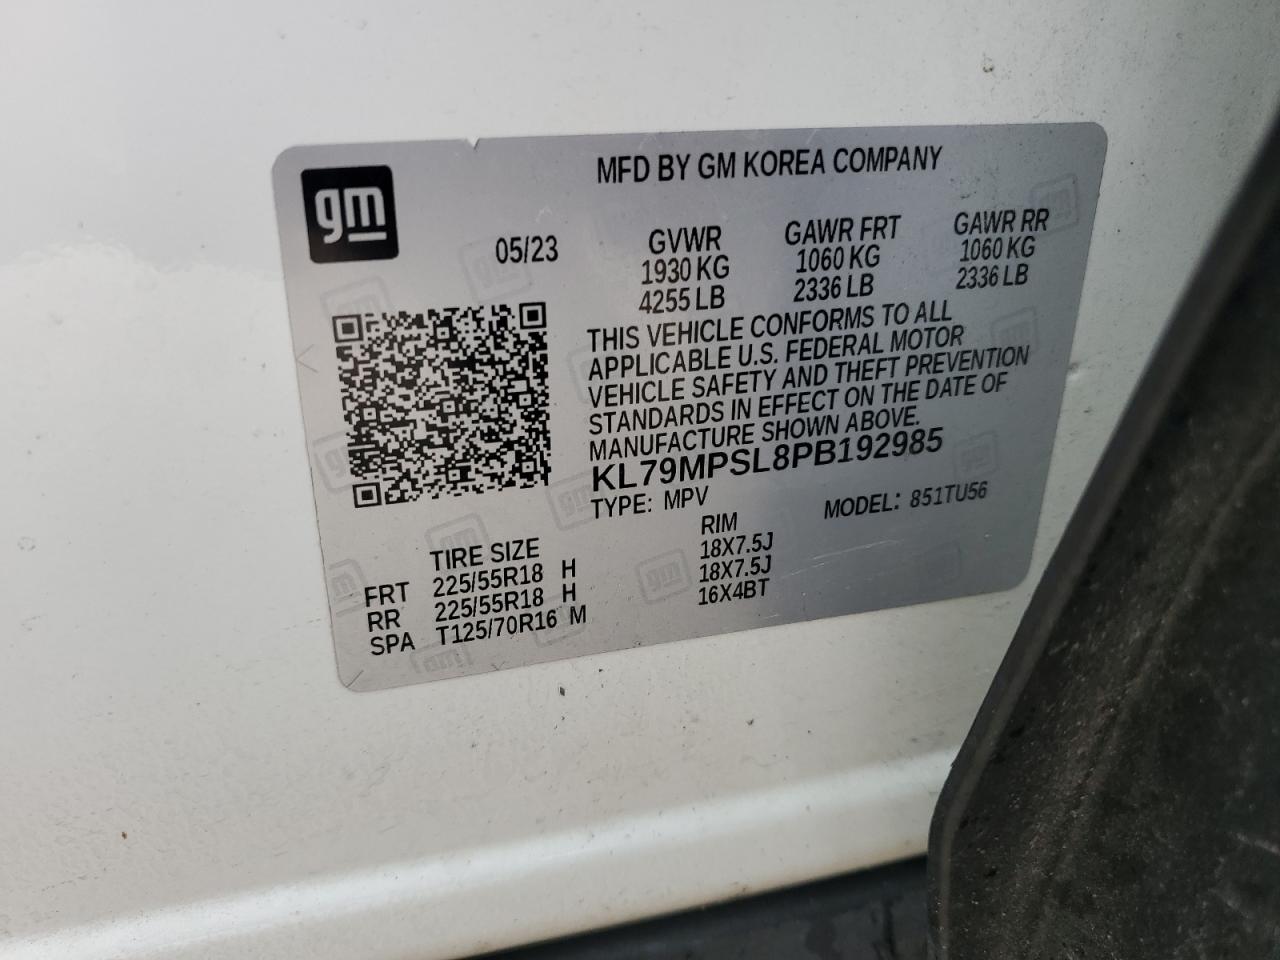 gm
MFD BY GM KOREA COMPANY
05/23
GVWR GAWR FRT GAWR RR
1930 KG 1060 KG 1060 KG
4255 LB 2336 LB 2336 LB
THIS VEHICLE CONFORMS TO ALL
APPLICABLE U.S. FEDERAL MOTOR
VEHICLE SAFETY AND THEFT PREVENTION
STANDARDS IN EFFECT ON THE DATE OF
MANUFACTURE SHOWN ABOVE.
KL79MPSL8PB192985
TYPE: MPV MODEL: 851TU56
TIRE SIZE RIM
FRT 225/55R18 H 18X7.5J
RR 225/55R18 H 18X7.5J
SPA T125/70R16 M 16X4BT